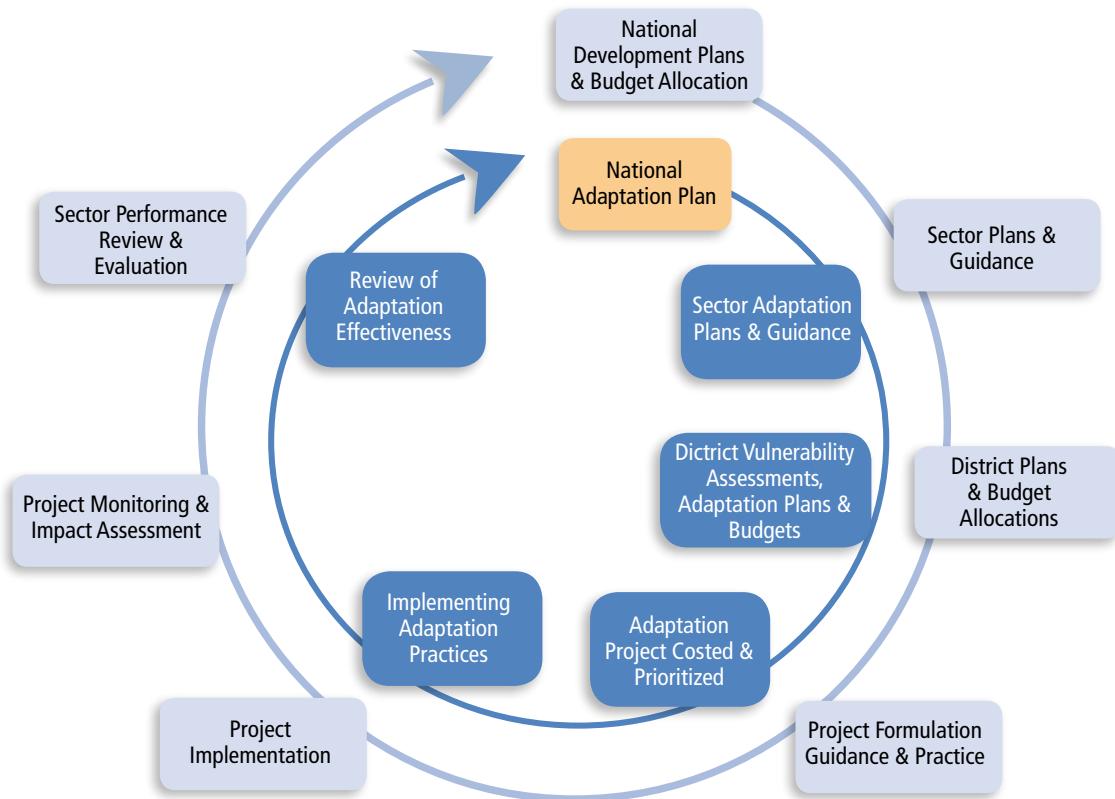 National
Development Plans
& Budget Allocation
National
Adaptation Plan
Sector Performance
Review &
Evaluation
Sector Plans &
Guidance
Review of
Adaptation
Effectiveness
Sector Adaptation
Plans & Guidance
Dictrict Vulnerability
Assessments,
Adaptation Plans &
Budgets
District Plans
& Budget
Allocations
Project Monitoring &
Impact Assessment
Implementing
Adaptation
Practices
Adaptation
Project Costed &
Prioritized
Project
Implementation
Project Formulation
Guidance & Practice